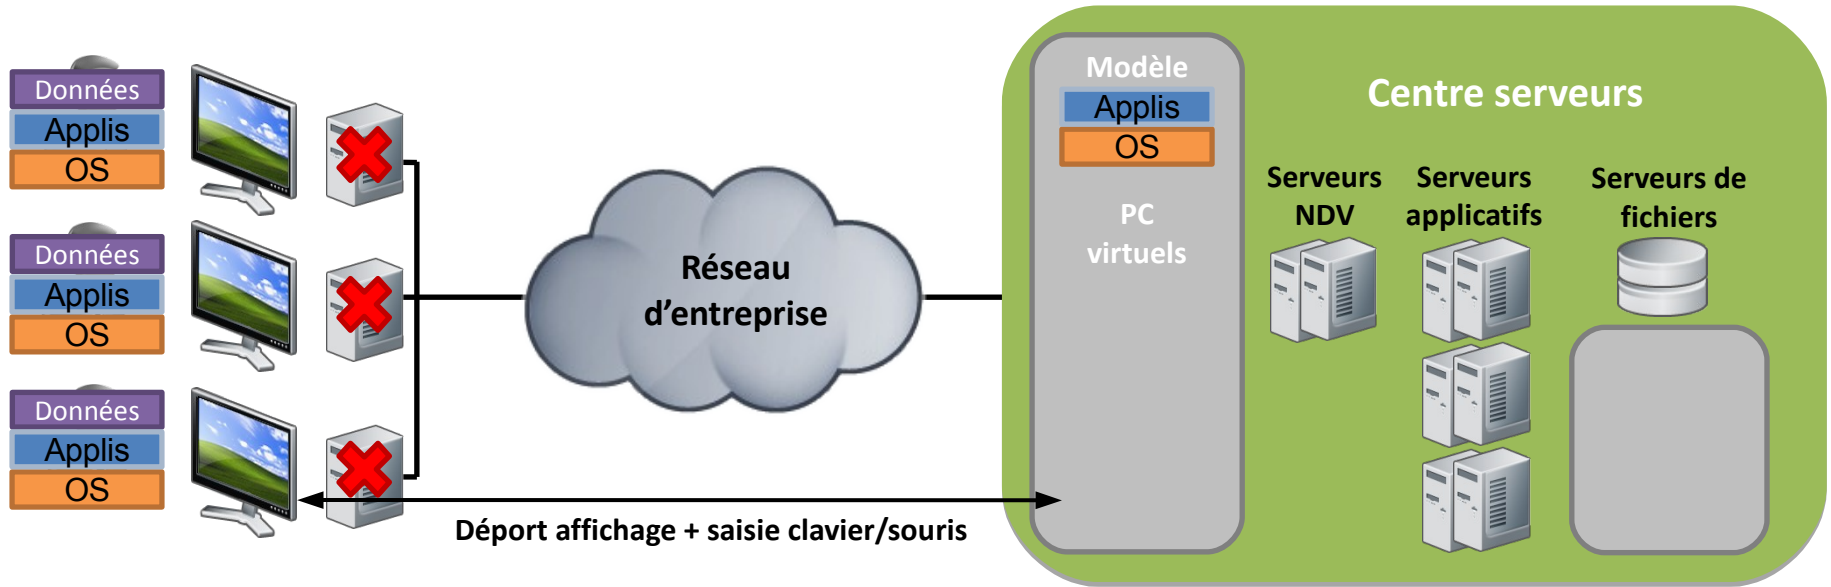 Données
Applis
OS
Données
Applis
OS
Données
Applis
OS
Réseau
d'entreprise
Déport affichage + saisie clavier/souris
Modèle
Applis
OS
PC
virtuels
Centre serveurs
Serveurs
NDV
Serveurs
applicatifs
Serveurs de
fichiers